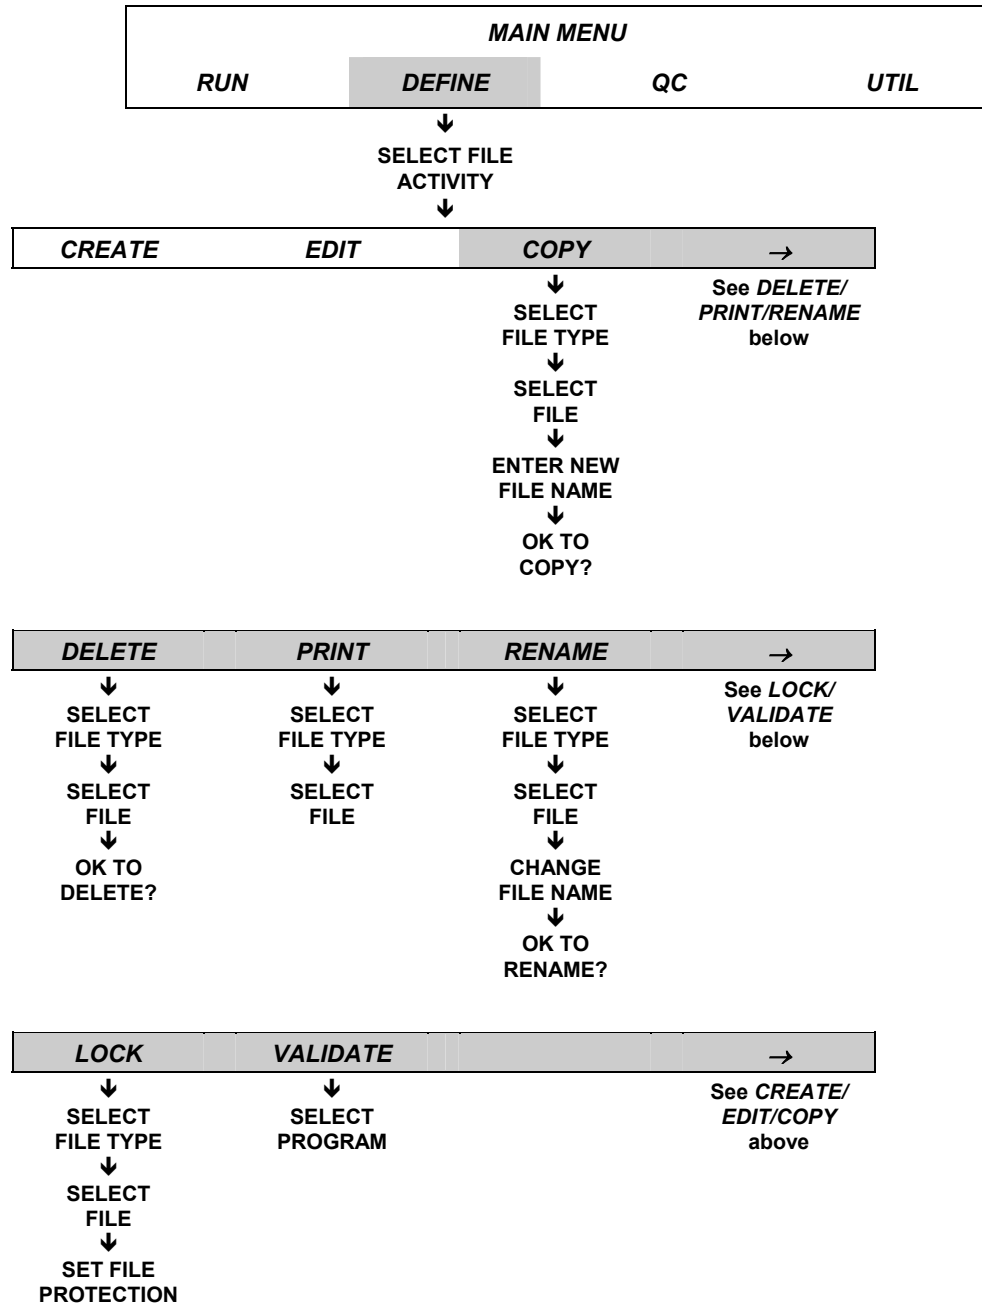 MAIN MENU
RUN DEFINE QC UTIL
↓
SELECT FILE
ACTIVITY
↓
CREATE EDIT COPY →
↓
SELECT
FILE TYPE
↓
SELECT
FILE
↓
ENTER NEW
FILE NAME
↓
OK TO
COPY?
See DELETE/
PRINT/RENAME
below
DELETE PRINT RENAME →
↓
SELECT
FILE TYPE
↓
SELECT
FILE
↓
OK TO
DELETE?
↓
SELECT
FILE TYPE
↓
SELECT
FILE
↓
SELECT
FILE TYPE
↓
SELECT
FILE
↓
CHANGE
FILE NAME
↓
OK TO
RENAME?
See LOCK/
VALIDATE
below
LOCK VALIDATE →
↓
SELECT
FILE TYPE
↓
SELECT
FILE
↓
SET FILE
PROTECTION
↓
SELECT
PROGRAM
See CREATE/
EDIT/COPY
above